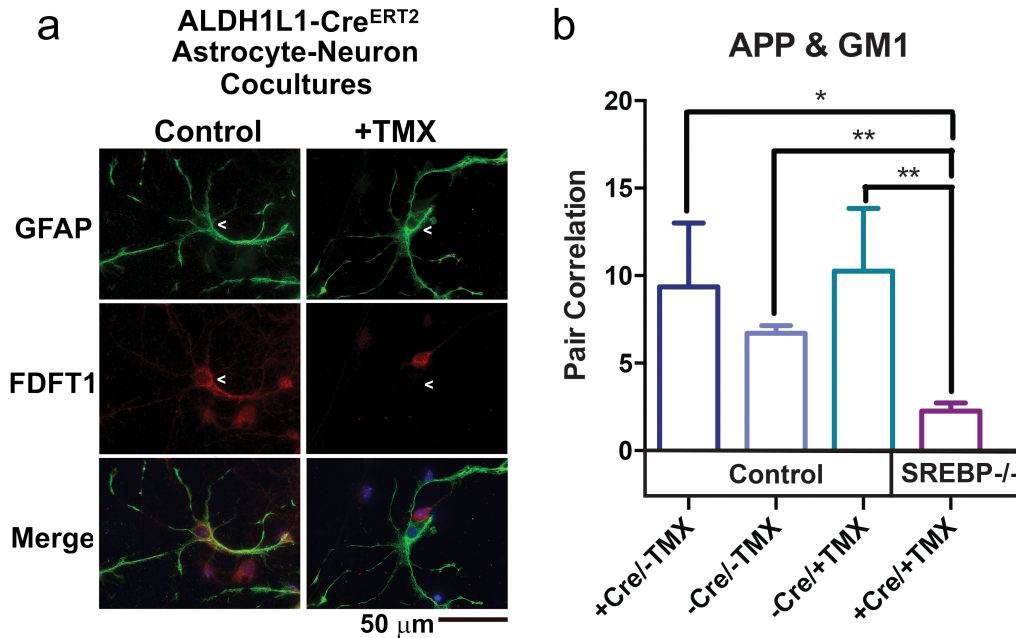 a
ALDH1L1-CreERT2
Astrocyte-Neuron
Cocultures
Control
+TMX
GFAP
<
<
FDFT1
<
<
Merge
50 μm
b
APP & GM1
Pair Correlation
20
15
10
5
0
*
**
**
Control
SREBP-/-
+Cre/-TMX
-Cre/-TMX
-Cre/+TMX
+Cre/+TMX